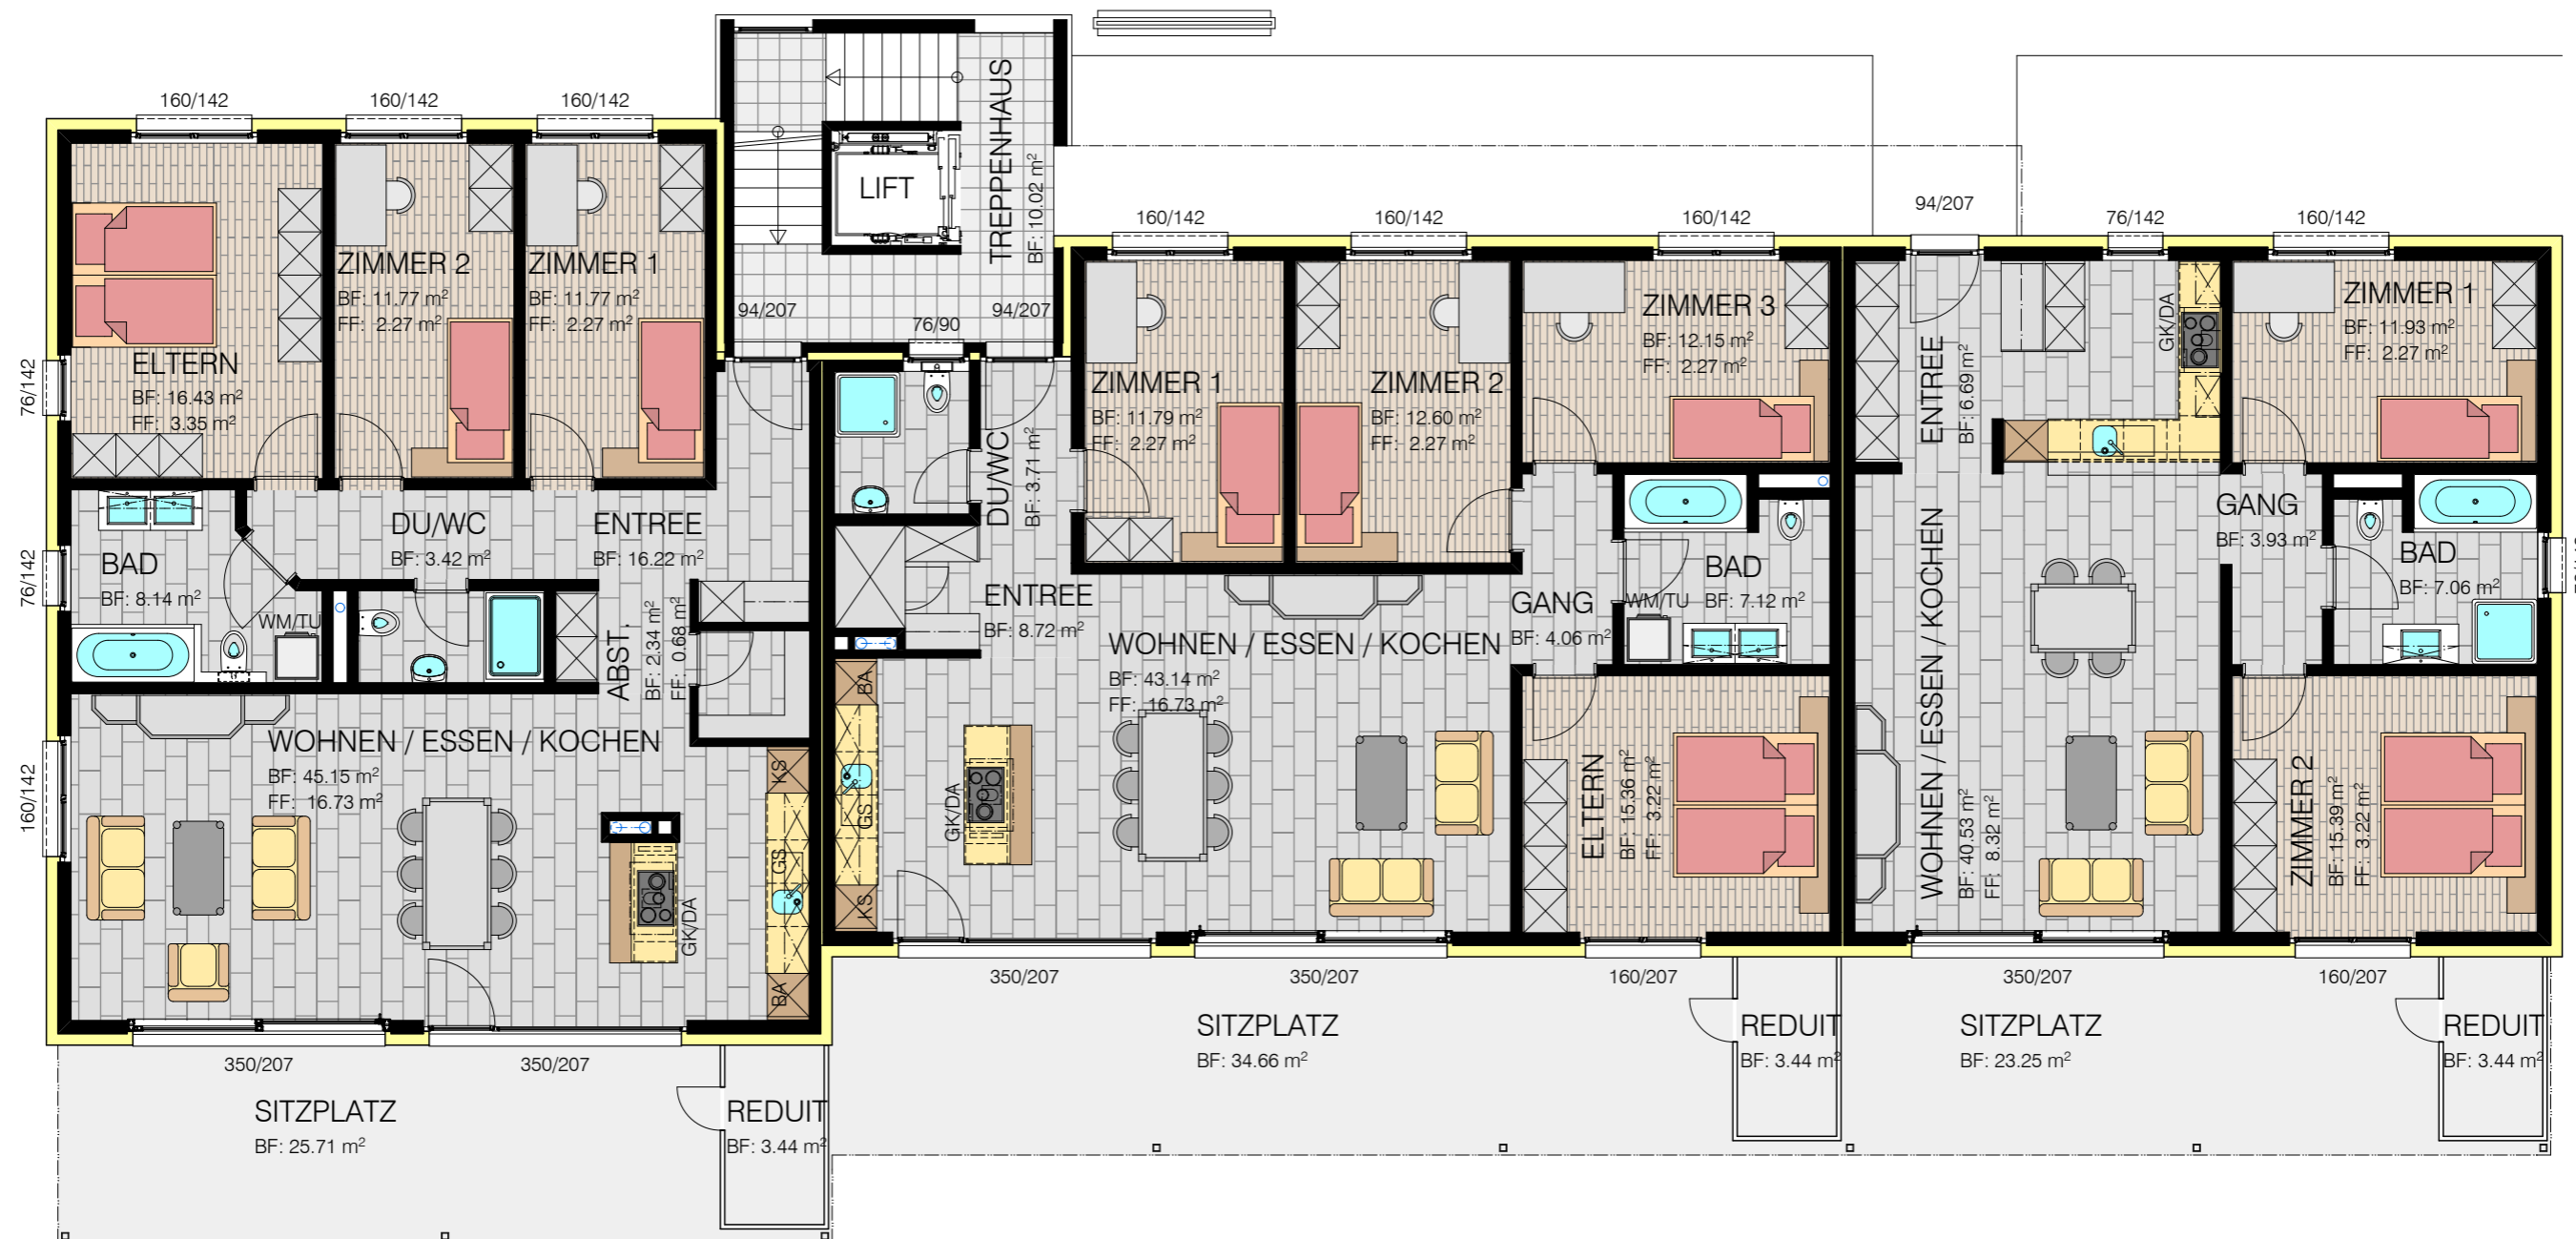 160/142
160/142
160/142
76/142
76/142
160/142
ELTERN
BF: 16.43 m²
FF: 3.35 m²
ZIMMER 2
BF: 11.77 m²
FF: 2.27 m²
ZIMMER 1
BF: 11.77 m²
FF: 2.27 m²
BAD
BF: 8.14 m²
WM/TU
DU/WC
BF: 3.42 m²
ENTREE
BF: 16.22 m²
ABST.
BF: 2.34 m²
FF: 0.68 m²
WOHNEN / ESSEN / KOCHEN
BF: 45.15 m²
FF: 16.73 m²
KS
GS
BA
GK/DA
350/207
350/207
SITZPLATZ
BF: 25.71 m²
REDUIT
BF: 3.44 m²
LIFT
TREPPENHAUS
BF: 10.02 m²
94/207
76/90
94/207
160/142
160/142
160/142
ZIMMER 1
BF: 11.79 m²
FF: 2.27 m²
ZIMMER 2
BF: 12.60 m²
FF: 2.27 m²
ZIMMER 3
BF: 12.15 m²
FF: 2.27 m²
DU/WC
BF: 3.71 m²
ENTREE
BF: 8.72 m²
WOHNEN / ESSEN / KOCHEN
BF: 43.14 m²
FF: 16.73 m²
BA
GS
KS
GK/DA
GANG
BF: 4.06 m²
BAD
BF: 7.12 m²
WM/TU
ELTERN
BF: 15.36 m²
FF: 3.22 m²
350/207
350/207
160/207
SITZPLATZ
BF: 34.66 m²
REDUIT
BF: 3.44 m²
94/207
76/142
160/142
ENTREE
BF: 6.69 m²
GK/DA
ZIMMER 1
BF: 11.93 m²
FF: 2.27 m²
GANG
BF: 3.93 m²
BAD
BF: 7.06 m²
WOHNEN / ESSEN / KOCHEN
BF: 40.53 m²
FF: 8.32 m²
ZIMMER 2
BF: 15.39 m²
FF: 3.22 m²
350/207
160/207
SITZPLATZ
BF: 23.25 m²
REDUIT
BF: 3.44 m²